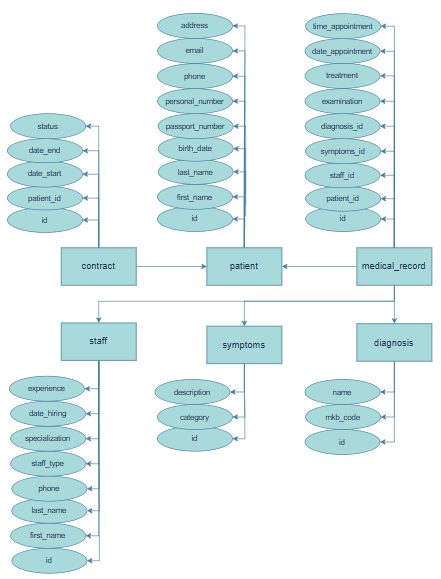 address
email
phone
personal_number
passport_number
birth_date
last_name
first_name
id
time_appointment
date_appointment
treatment
examination
diagnosis_id
symptoms_id
staff_id
patient_id
id
status
date_end
date_start
patient_id
id
contract
patient
medical_record
staff
symptoms
diagnosis
experience
date_hiring
specialization
staff_type
phone
last_name
first_name
id
description
category
id
name
mkb_code
id